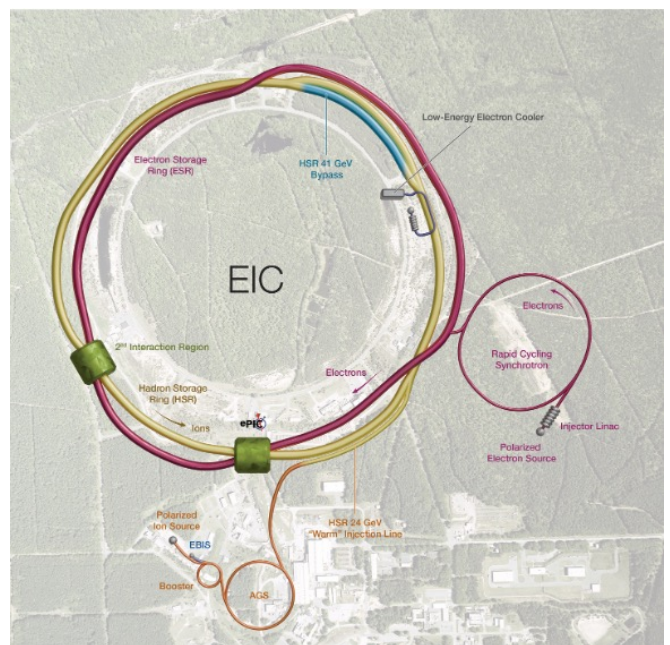 Low-Energy Electron Cooler
Electron Storage
Ring (ESR)
HSR 41 GeV
Bypass
EIC
Electrons
Rapid Cycling
Synchrotron
2nd Interaction Region
Hadron Storage
Ring (HSR)
Electrons
Ions
ePIC
Injector Linac
Polarized
Electron Source
Polarized
Ion Source
HSR 24 GeV
"Warm" Injection Line
EBIS
Booster
AGS